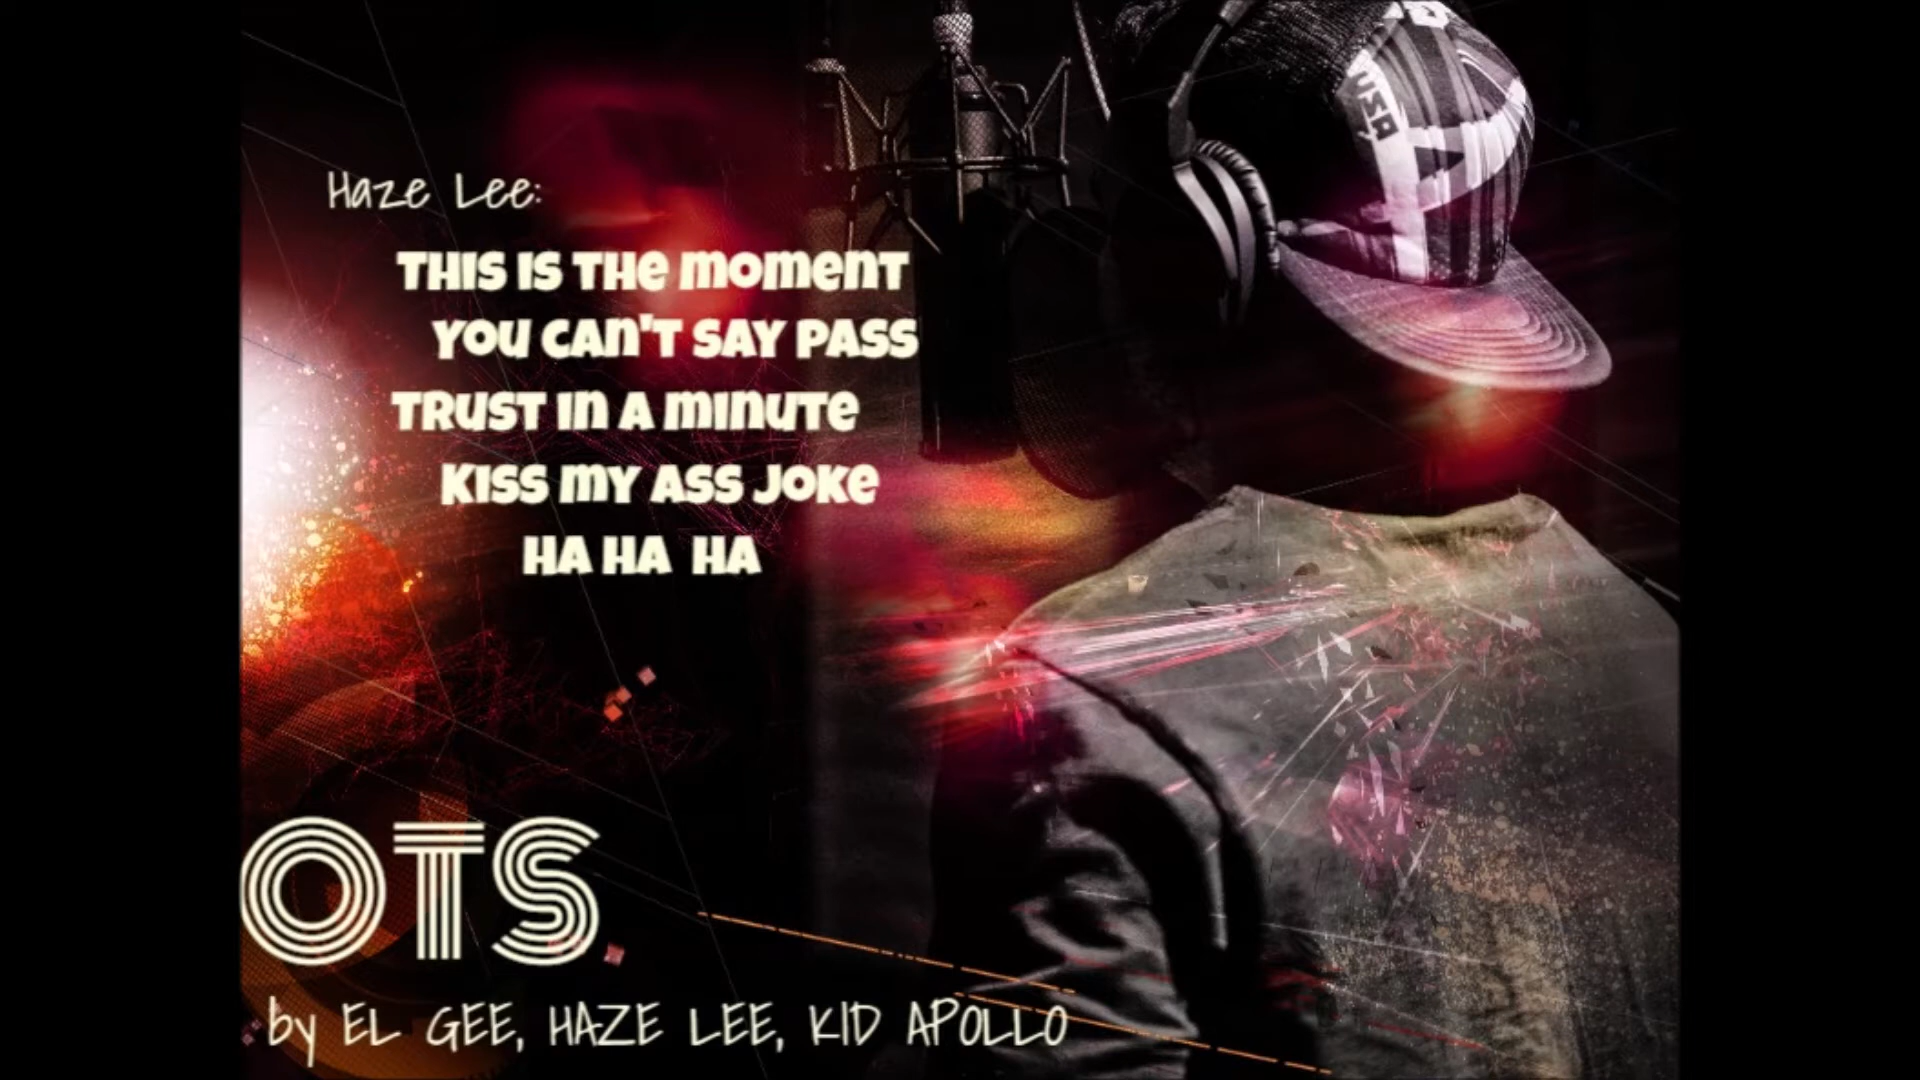 Haze Lee:
THIS IS THE moment
YOU CAN'T SAY PASS
TRUST IN A MINUTE
KISS MY ASS JOKE
HA HA HA
USA
A
OTS
by EL GEE, HAZE LEE, KID APOLLO